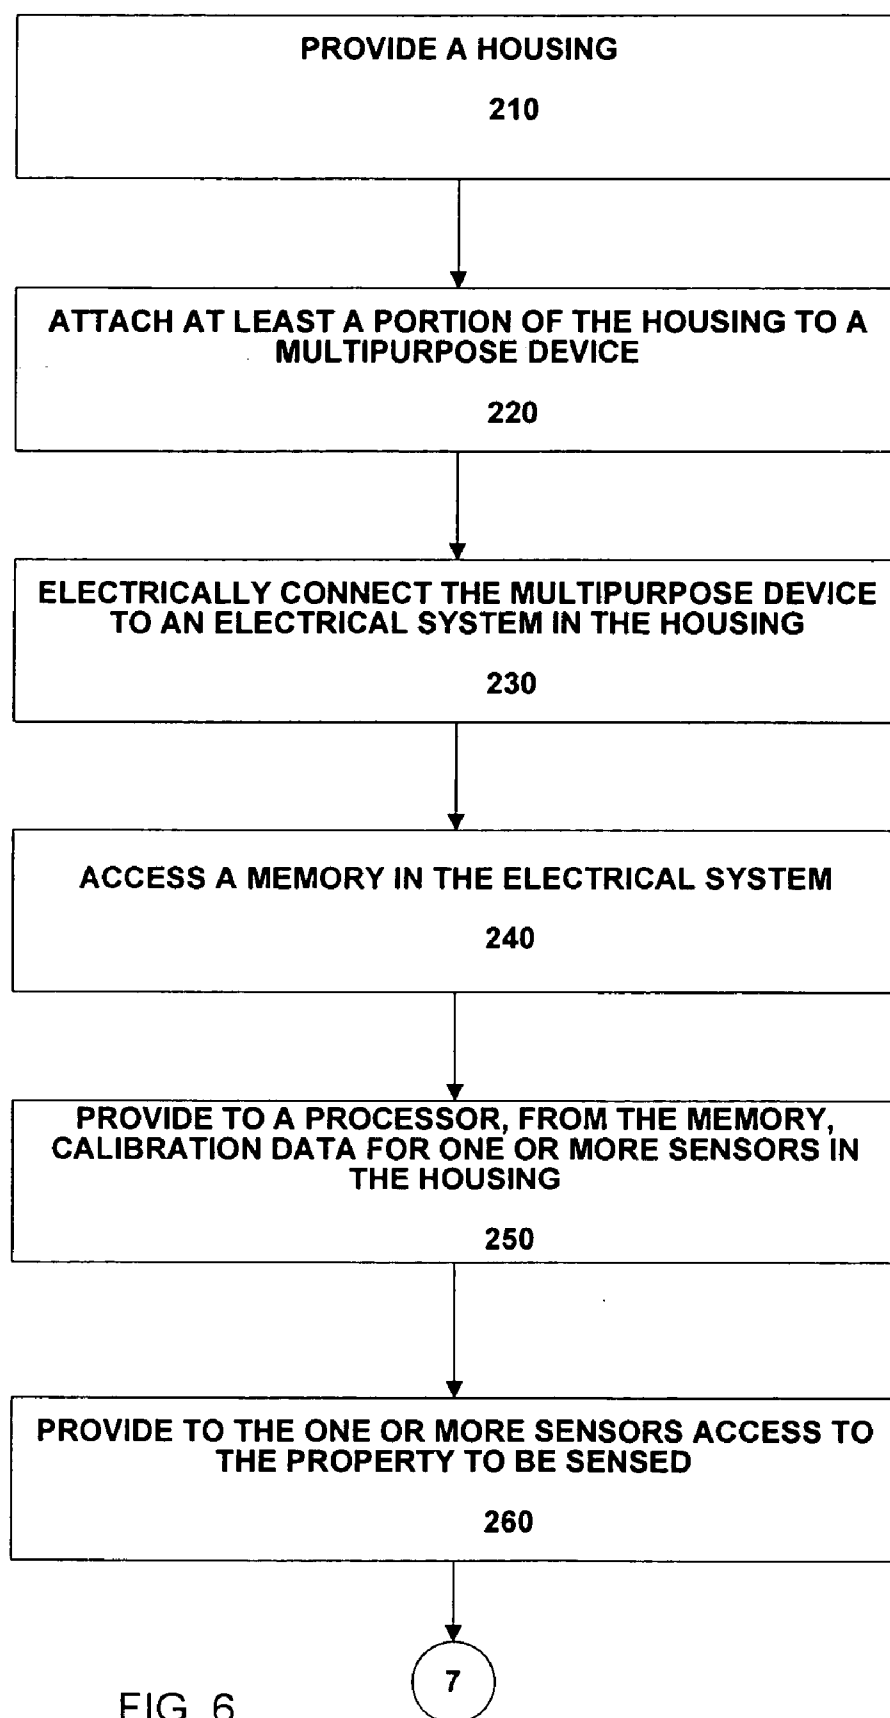 PROVIDE A HOUSING
210
ATTACH AT LEAST A PORTION OF THE HOUSING TO A
MULTIPURPOSE DEVICE
220
ELECTRICALLY CONNECT THE MULTIPURPOSE DEVICE
TO AN ELECTRICAL SYSTEM IN THE HOUSING
230
ACCESS A MEMORY IN THE ELECTRICAL SYSTEM
240
PROVIDE TO A PROCESSOR, FROM THE MEMORY,
CALIBRATION DATA FOR ONE OR MORE SENSORS IN
THE HOUSING
250
PROVIDE TO THE ONE OR MORE SENSORS ACCESS TO
THE PROPERTY TO BE SENSED
260
7
FIG. 6